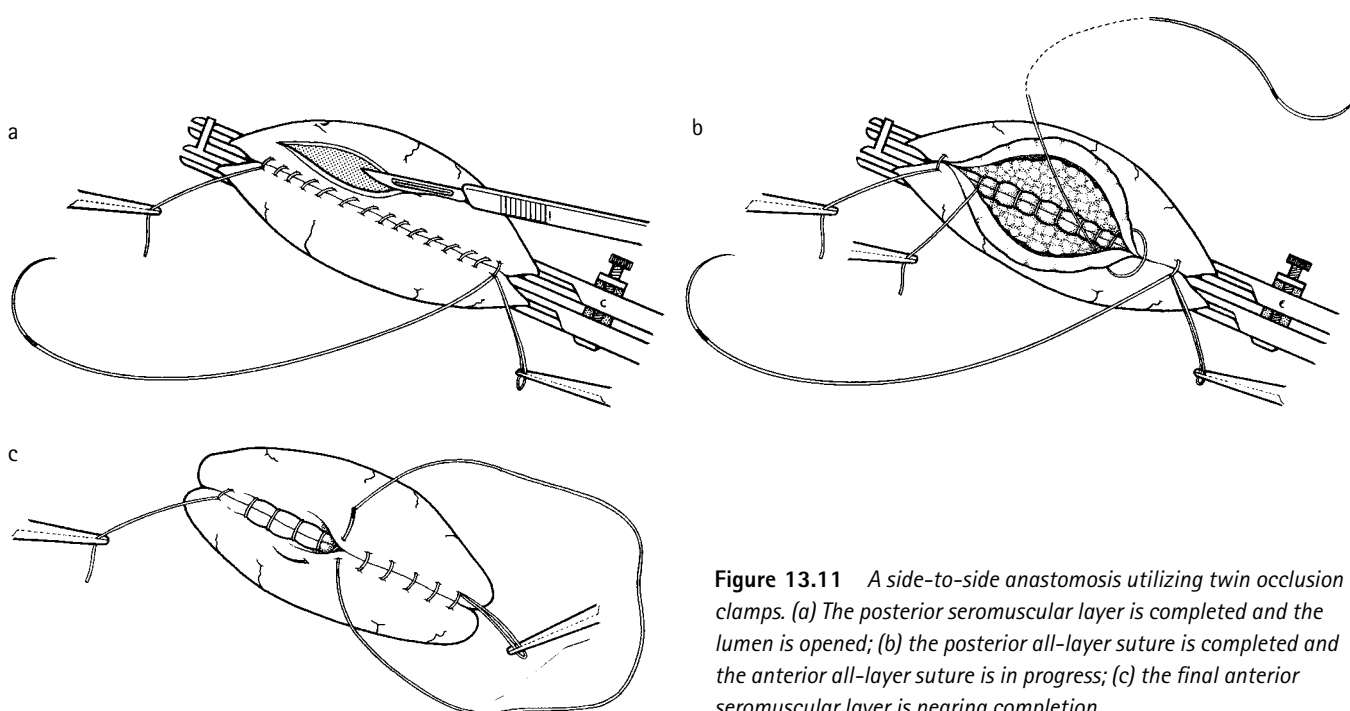 a
b
c
c
Figure 13.11 A side-to-side anastomosis utilizing twin occlusion
clamps. (a) The posterior seromuscular layer is completed and the
lumen is opened; (b) the posterior all-layer suture is completed and
the anterior all-layer suture is in progress; (c) the final anterior
seromuscular layer is nearing completion.